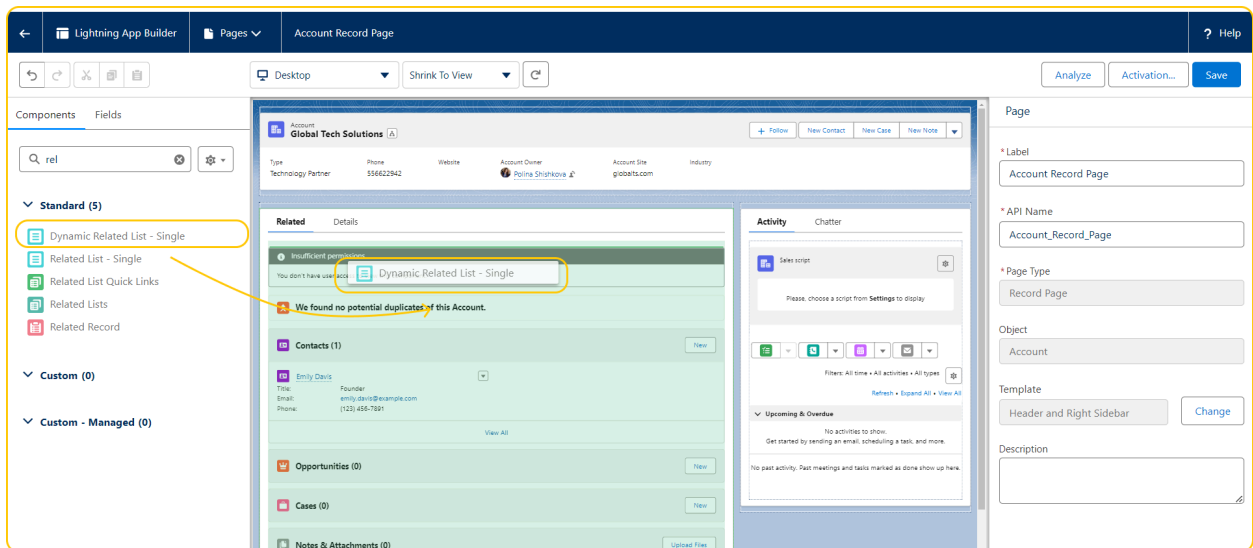 Lightning App Builder
Pages
Account Record Page
? Help
Desktop
Shrink To View
Analyze
Activation...
Save
Components
Fields
rel
Standard (5)
Dynamic Related List - Single
Related List - Single
Related List Quick Links
Related Lists
Related Record
Custom (0)
Custom - Managed (0)
Account
Global Tech Solutions
+ Follow
New Contact
New Case
New Note
Type
Phone
Website
Account Owner
Account Site
Industry
Technology Partner
556622942
Polina Shishkova
globalts.com
Related
Details
Insufficient permissions
You don't have user
Dynamic Related List - Single
We found no potential duplicates of this Account.
Contacts (1)
New
Emily Davis
Title:
Founder
Email:
emily.davis@example.com
Phone:
(123) 456-7891
View All
Opportunities (0)
New
Cases (0)
New
Notes & Attachments (0)
Upload Files
Activity
Chatter
Sales script
Please, choose a script from Settings to display
Filters: All time • All activities • All types
Refresh • Expand All • View All
Upcoming & Overdue
No activities to show.
Get started by sending an email, scheduling a task, and more.
No past activity. Past meetings and tasks marked as done show up here.
Page
*Label
Account Record Page
*API Name
Account_Record_Page
*Page Type
Record Page
Object
Account
Template
Header and Right Sidebar
Change
Description